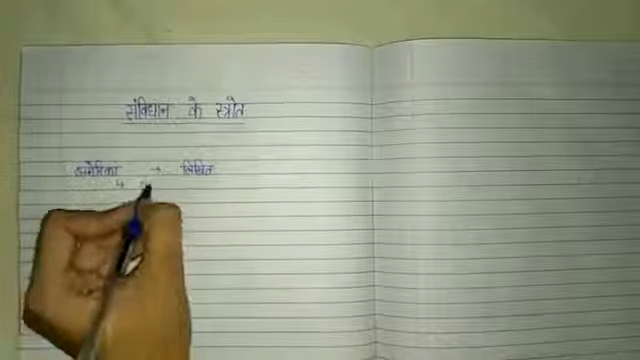 संविधान के स्त्रोत
अमेरिका → लिखित